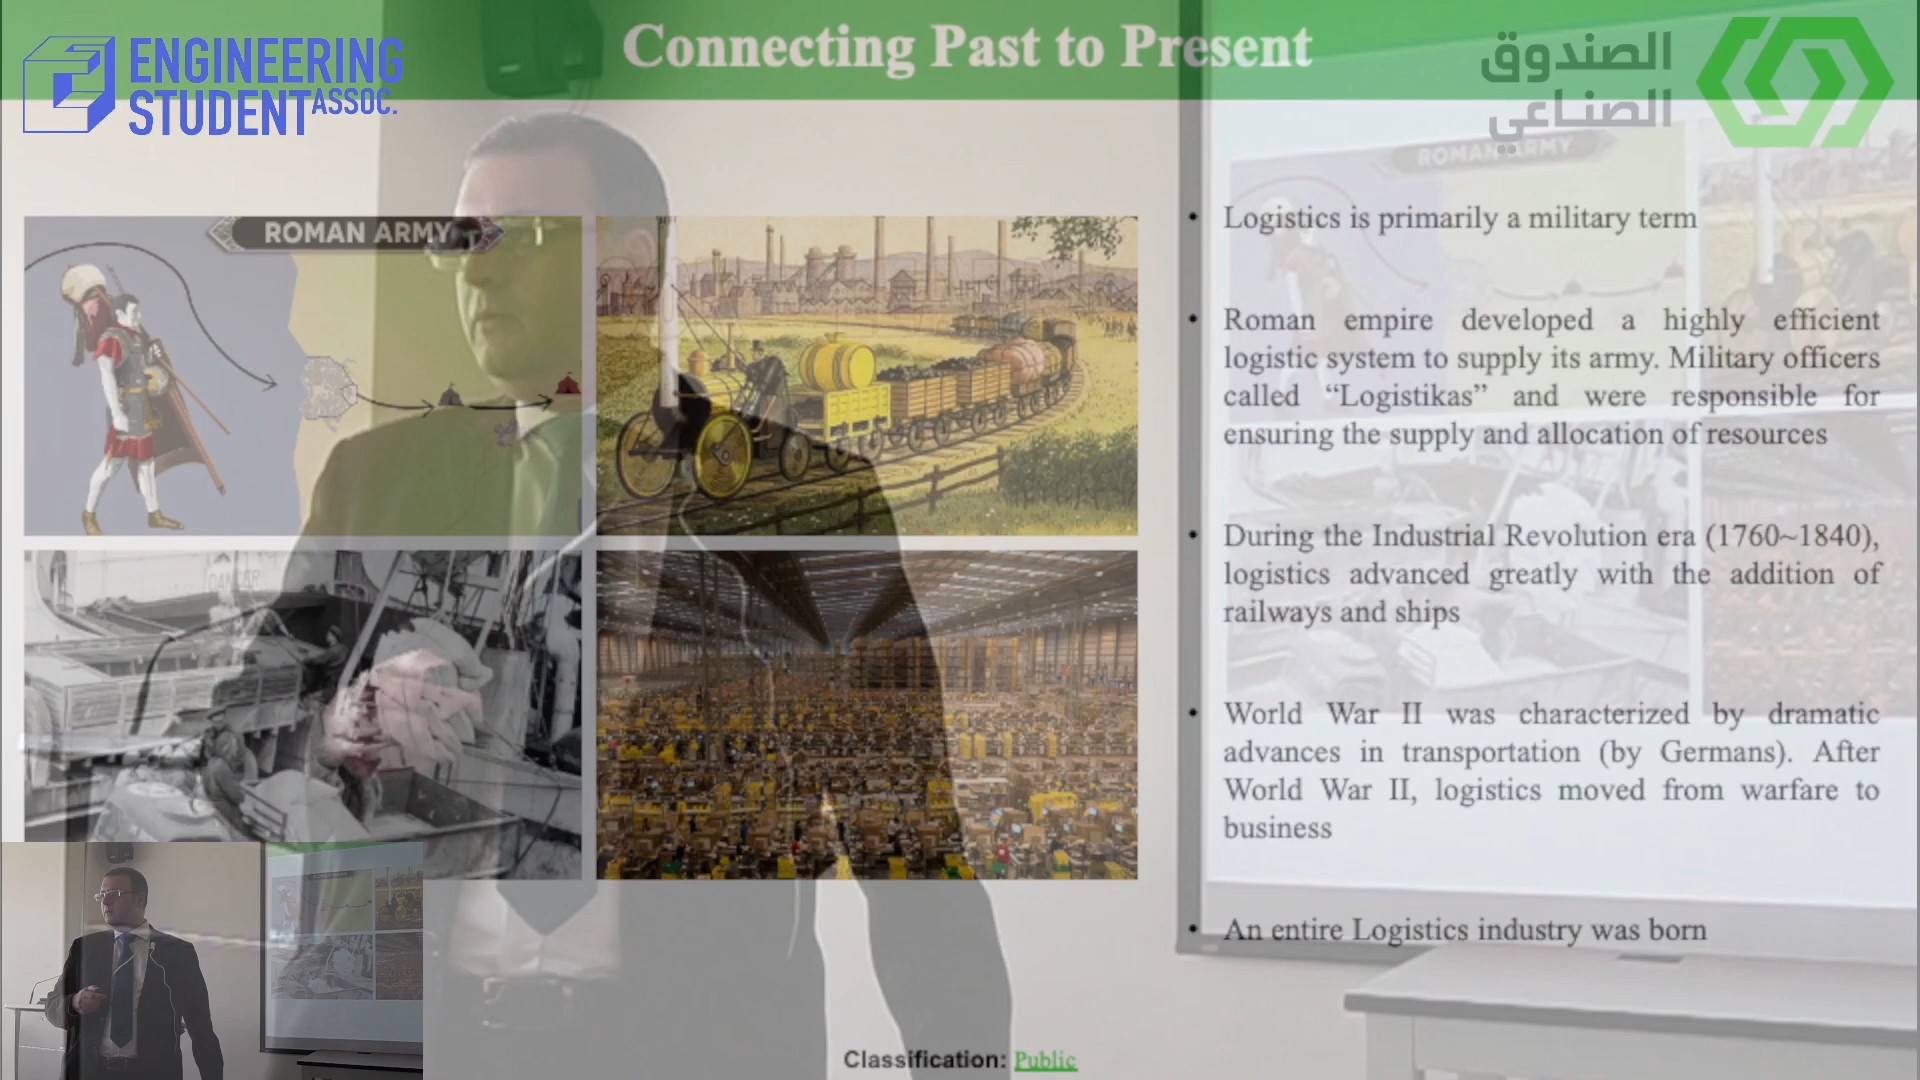 Connecting Past to Present
ENGINEERING
STUDENT ASSOC.
الصندوق
الصناعي
ROMAN ARMY
ROMAN ARMY
• Logistics is primarily a military term
• Roman empire developed a highly efficient
logistic system to supply its army. Military officers
called “Logistikas” and were responsible for
ensuring the supply and allocation of resources
• During the Industrial Revolution era (1760~1840),
logistics advanced greatly with the addition of
railways and ships
• World War II was characterized by dramatic
advances in transportation (by Germans). After
World War II, logistics moved from warfare to
business
• An entire Logistics industry was born
Classification: Public